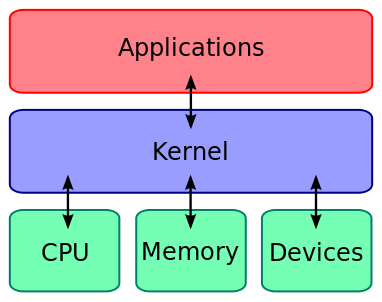 Applications
Kernel
CPU
Memory
Devices